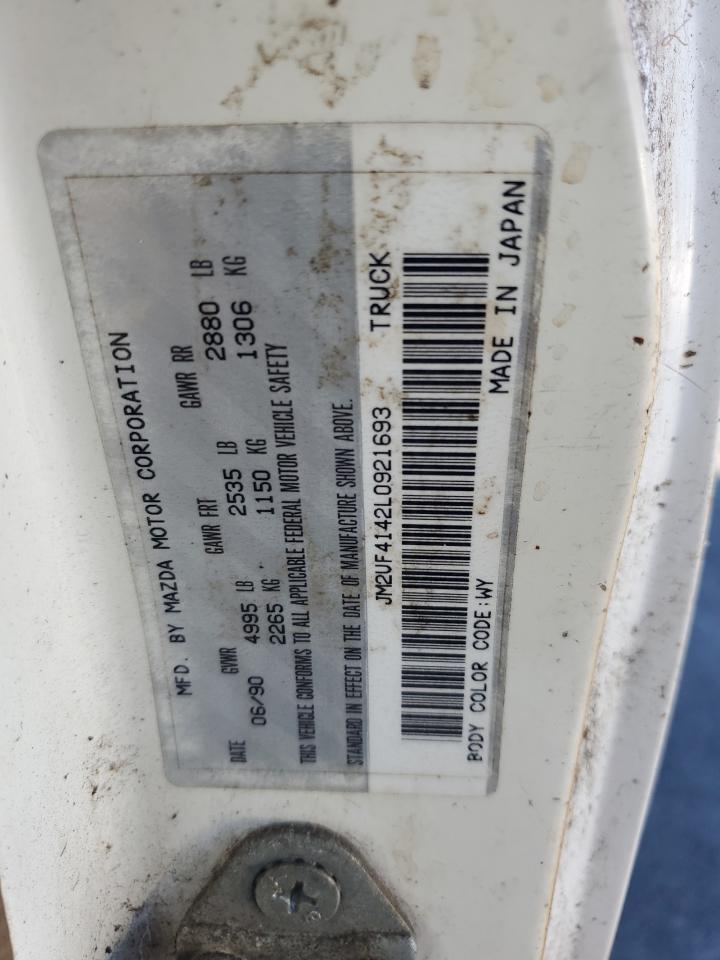 MFD. BY MAZDA MOTOR CORPORATION
DATE GVWR GAWR FRT GAWR RR
06/90 4995 LB 2535 LB 2880 LB
2265 KG 1150 KG 1306 KG
THIS VEHICLE CONFORMS TO ALL APPLICABLE FEDERAL MOTOR VEHICLE SAFETY
STANDARD IN EFFECT ON THE DATE OF MANUFACTURE SHOWN ABOVE.
JM2UF4142L0921693 TRUCK
BODY COLOR CODE:WY MADE IN JAPAN